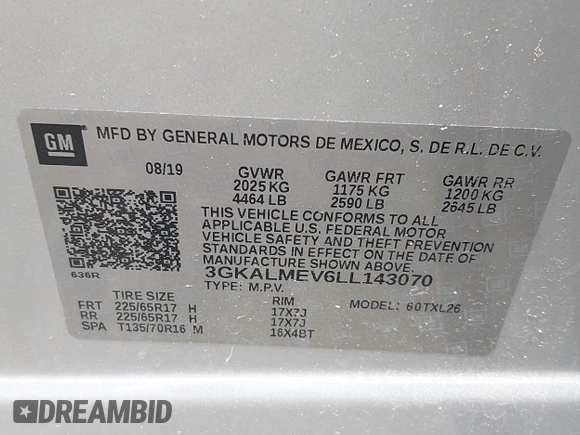 GM
MFD BY GENERAL MOTORS DE MEXICO, S. DE R.L. DE C.V.
08/19 GVWR GAWR FRT GAWR RR
2025 KG 1175 KG 1200 KG
4464 LB 2590 LB 2645 LB
THIS VEHICLE CONFORMS TO ALL
APPLICABLE U.S. FEDERAL MOTOR
VEHICLE SAFETY AND THEFT PREVENTION
STANDARDS IN EFFECT ON THE DATE OF
MANUFACTURE SHOWN ABOVE.
636R 3GKALMEV6LL143070
TYPE: M.P.V. MODEL: 60TXL26
TIRE SIZE RIM
FRT 225/65R17 H 17X7J
RR 225/65R17 H 17X7J
SPA T135/70R16 M 16X4BT
DREAMBID